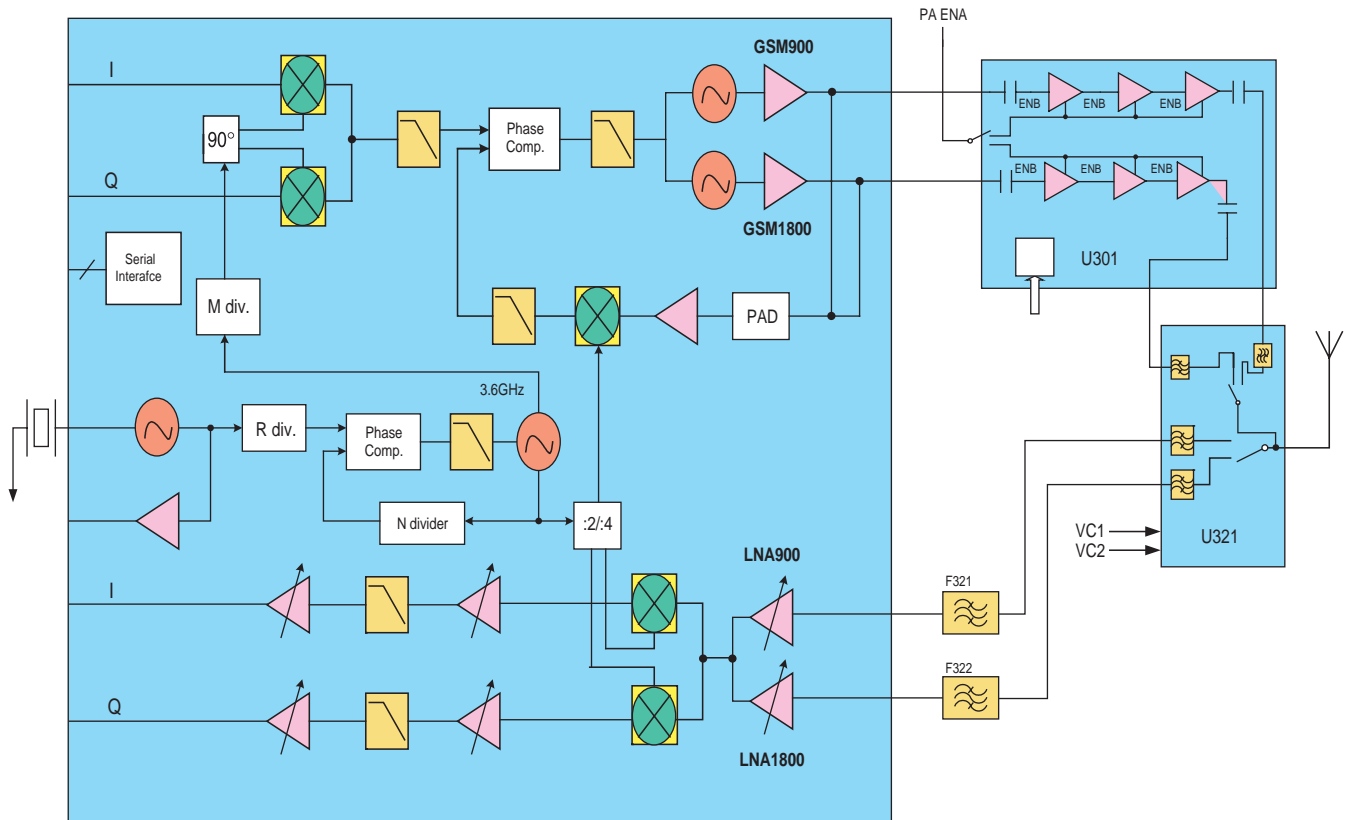 PA ENA
GSM900
I
ENB
ENB
ENB
90°
Phase
Comp.
ENB
ENB
ENB
Q
GSM1800
U301
Serial
Interafce
M div.
PAD
3.6GHz
R div.
Phase
Comp.
N divider
:2/:4
VC1
VC2
U321
LNA900
I
F321
F322
Q
LNA1800